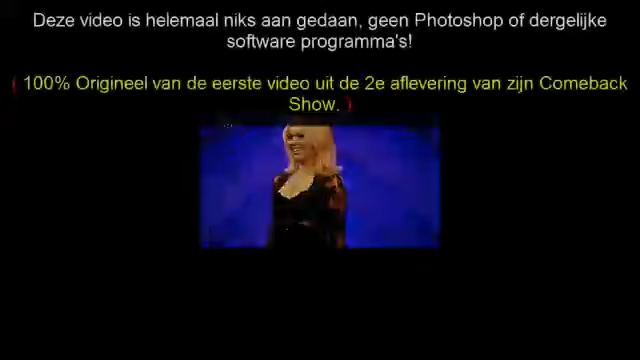 Deze video is helemaal niks aan gedaan, geen Photoshop of dergelijke
software programma's!
( 100% Origineel van de eerste video uit de 2e aflevering van zijn Comeback
Show. )